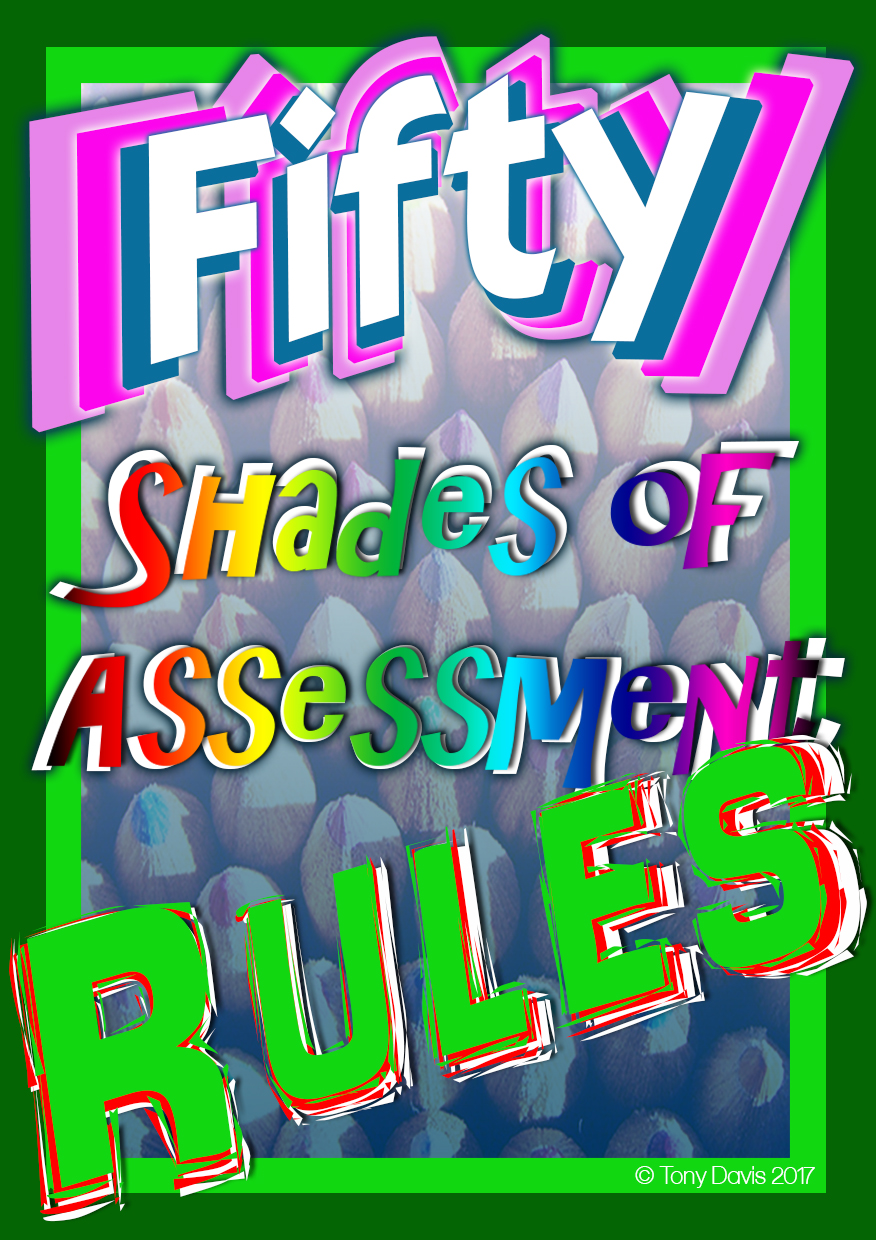 Fifty
Shades of
Assessment
Rules
© Tony Davis 2017